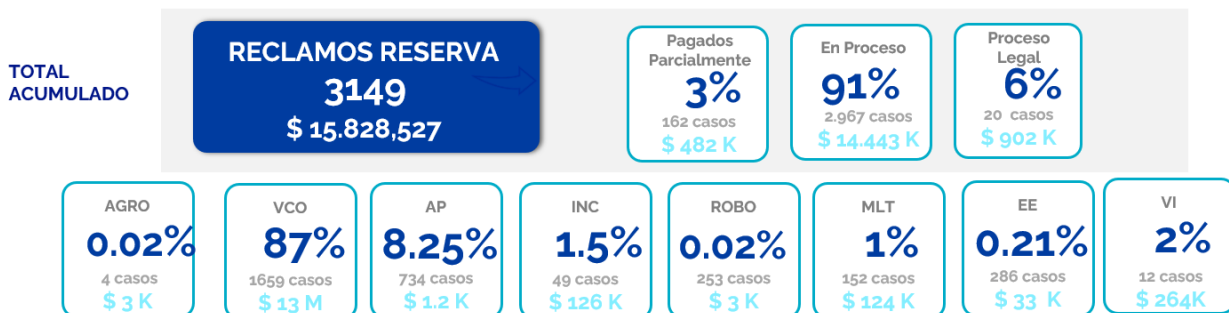 TOTAL
ACUMULADO
RECLAMOS RESERVA
3149
$ 15.828,527
Pagados
Parcialmente
3%
162 casos
$ 482 K
En Proceso
91%
2.967 casos
$ 14.443 K
Proceso
Legal
6%
20 casos
$ 902 K
AGRO
0.02%
4 casos
$ 3 K
VCO
87%
1659 casos
$ 13 M
AP
8.25%
734 casos
$ 1.2 K
INC
1.5%
49 casos
$ 126 K
ROBO
0.02%
253 casos
$ 3 K
MLT
1%
152 casos
$ 124 K
EE
0.21%
286 casos
$ 33 K
VI
2%
12 casos
$ 264K